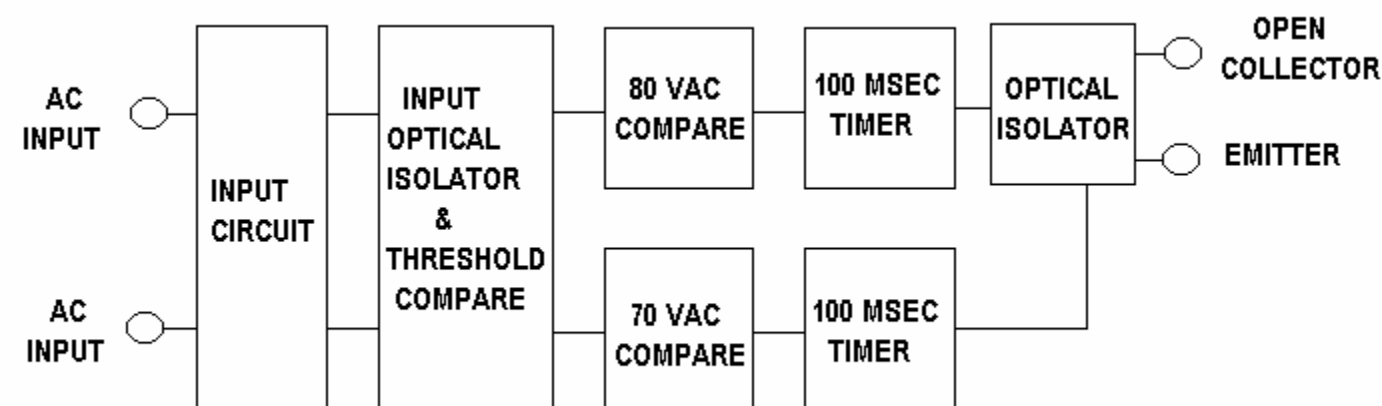 AC
INPUT
AC
INPUT
INPUT
CIRCUIT
INPUT
OPTICAL
ISOLATOR
&
THRESHOLD
COMPARE
80 VAC
COMPARE
100 MSEC
TIMER
70 VAC
COMPARE
100 MSEC
TIMER
OPTICAL
ISOLATOR
OPEN
COLLECTOR
EMITTER